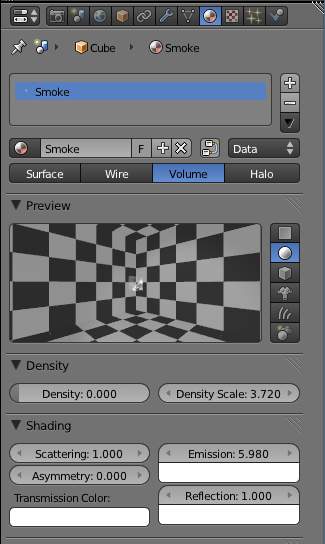 Cube Smoke
Smoke
Smoke F Data
Surface Wire Volume Halo
Preview
Density
Density: 0.000 Density Scale: 3.720
Shading
Scattering: 1.000 Emission: 5.980
Asymmetry: 0.000
Transmission Color: Reflection: 1.000